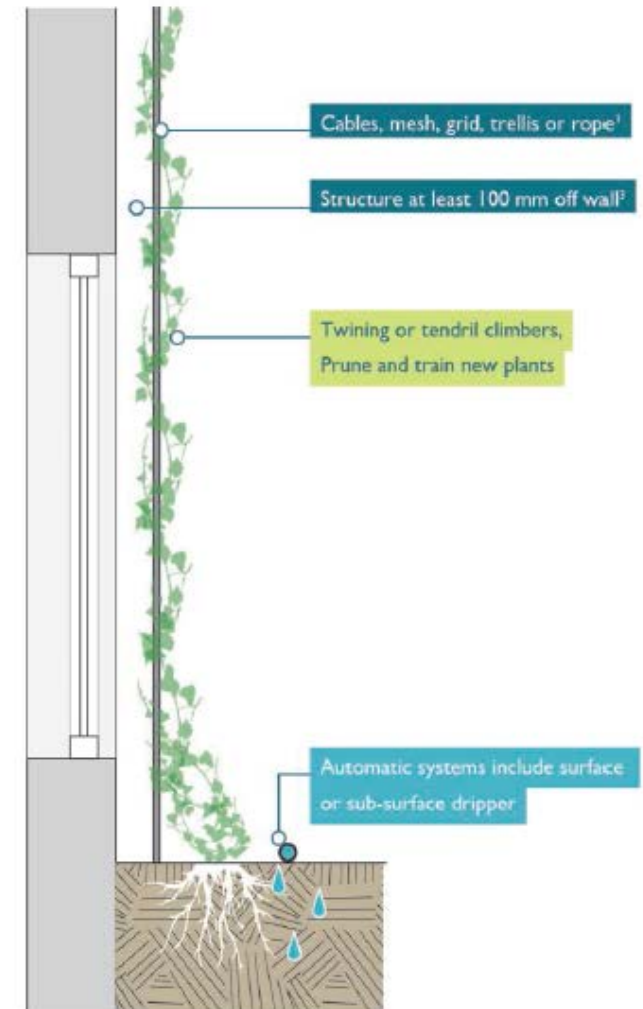 Cables, mesh, grid, trellis or rope¹
Structure at least 100 mm off wall³
Twining or tendril climbers,
Prune and train new plants
Automatic systems include surface
or sub-surface dripper